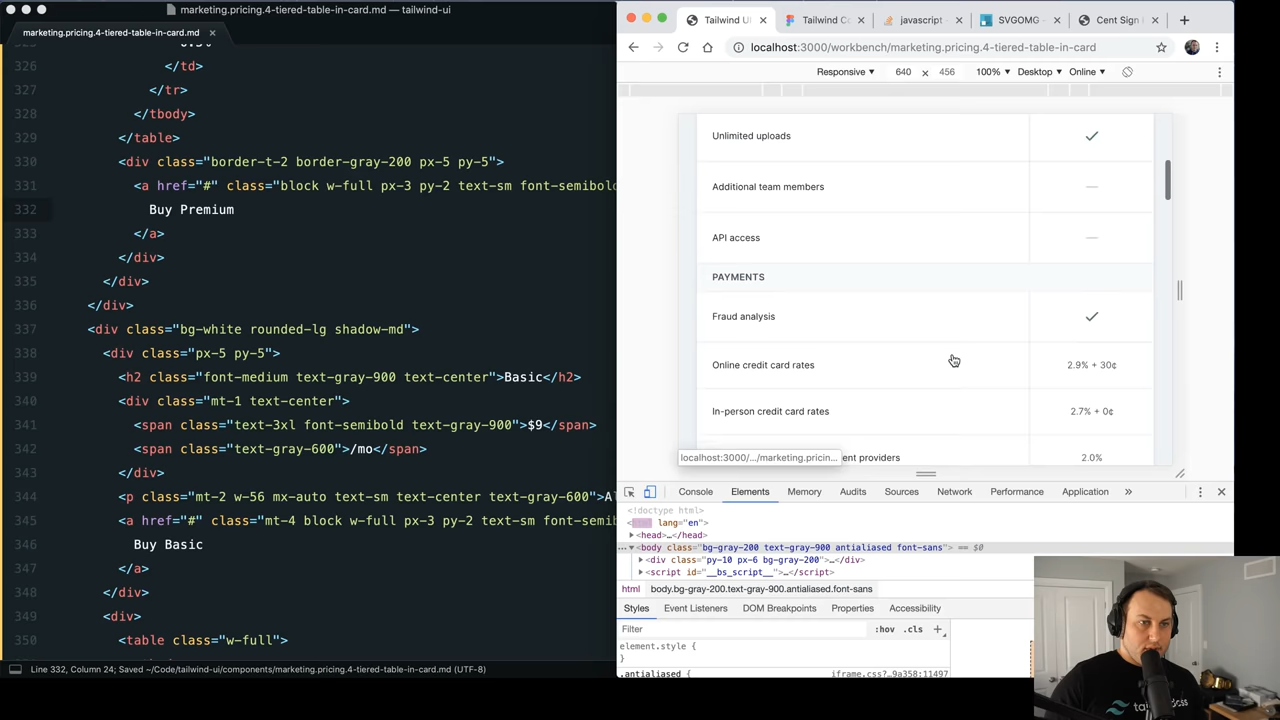 marketing.pricing.4-tiered-table-in-card.md — tailwind-ui
marketing.pricing.4-tiered-table-in-card.md ×
326 </td>
327 </tr>
328 </tbody>
329 </table>
330 <div class="border-t-2 border-gray-200 px-5 py-5">
331 <a href="#" class="block w-full px-3 py-2 text-sm font-semibold
332 Buy Premium
333 </a>
334 </div>
335 </div>
336 </div>
337 <div class="bg-white rounded-lg shadow-md">
338 <div class="px-5 py-5">
339 <h2 class="font-medium text-gray-900 text-center">Basic</h2>
340 <div class="mt-1 text-center">
341 <span class="text-3xl font-semibold text-gray-900">$9</span>
342 <span class="text-gray-600">/mo</span>
343 </div>
344 <p class="mt-2 w-56 mx-auto text-sm text-center text-gray-600">Al
345 <a href="#" class="mt-4 block w-full px-3 py-2 text-sm font-semib
346 Buy Basic
347 </a>
348 </div>
349 <div>
350 <table class="w-full">
Line 332, Column 24; Saved ~/Code/tailwind-ui/components/marketing.pricing.4-tiered-table-in-card.md (UTF-8)
Tailwind U × Tailwind C × javascript - × SVGOMG - × Cent Sign × +
localhost:3000/workbench/marketing.pricing.4-tiered-table-in-card
Responsive ▼ 640 × 456 100% ▼ Desktop ▼ Online ▼
Unlimited uploads
Additional team members —
API access —
PAYMENTS
Fraud analysis
Online credit card rates 2.9% + 30¢
In-person credit card rates 2.7% + 0¢
ent providers 2.0%
localhost:3000/.../marketing.pricin...
Console Elements Memory Audits Sources Network Performance Application »
<!doctype html>
<html lang="en">
▶<head>…</head>
…▼<body class="bg-gray-200 text-gray-900 antialiased font-sans"> == $0
▶<div class="py-10 px-6 bg-gray-200">…</div>
▶<script id="__bs_script__">…</script>
html body.bg-gray-200.text-gray-900.antialiased.font-sans
Styles Event Listeners DOM Breakpoints Properties Accessibility
Filter :hov .cls +
element.style {
}
.antialiased { iframe.css?…9a358:11497